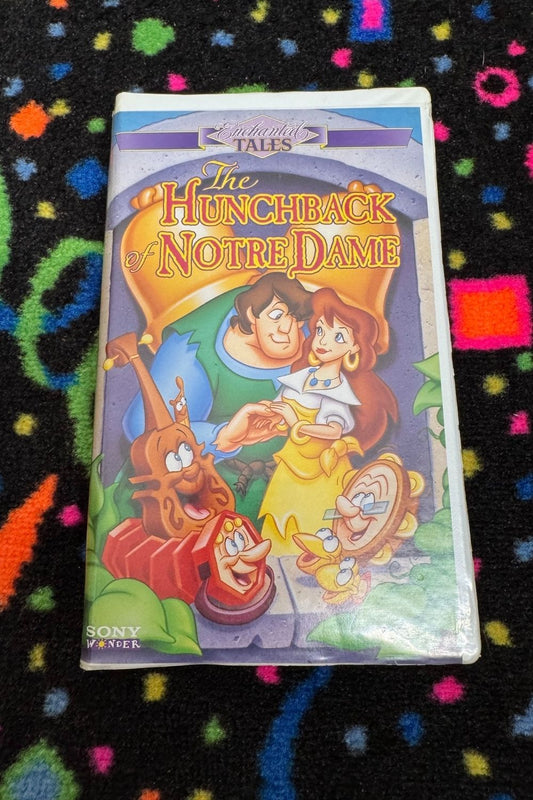 Enchanted
TALES
The
HUNCHBACK
of NOTRE DAME
SONY
WONDER